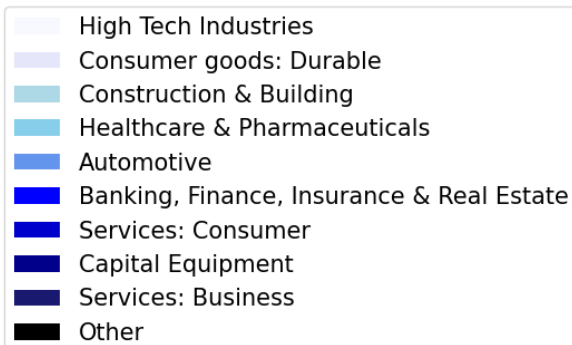 High Tech Industries
Consumer goods: Durable
Construction & Building
Healthcare & Pharmaceuticals
Automotive
Banking, Finance, Insurance & Real Estate
Services: Consumer
Capital Equipment
Services: Business
Other